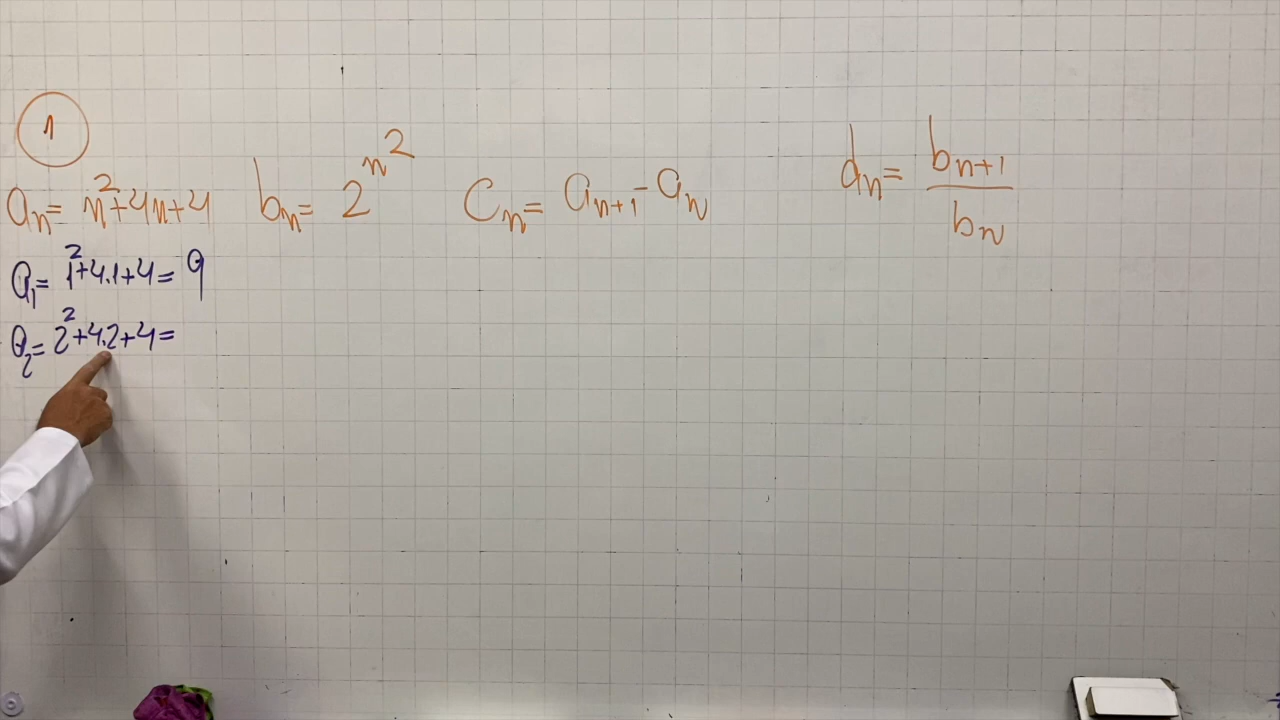 1
aₙ = n² + 4n + 4   bₙ = 2^(n²)   Cₙ = aₙ₊₁ - aₙ   dₙ = bₙ₊₁ / bₙ
a₁ = 1² + 4.1 + 4 = 9
a₂ = 2² + 4.2 + 4 =